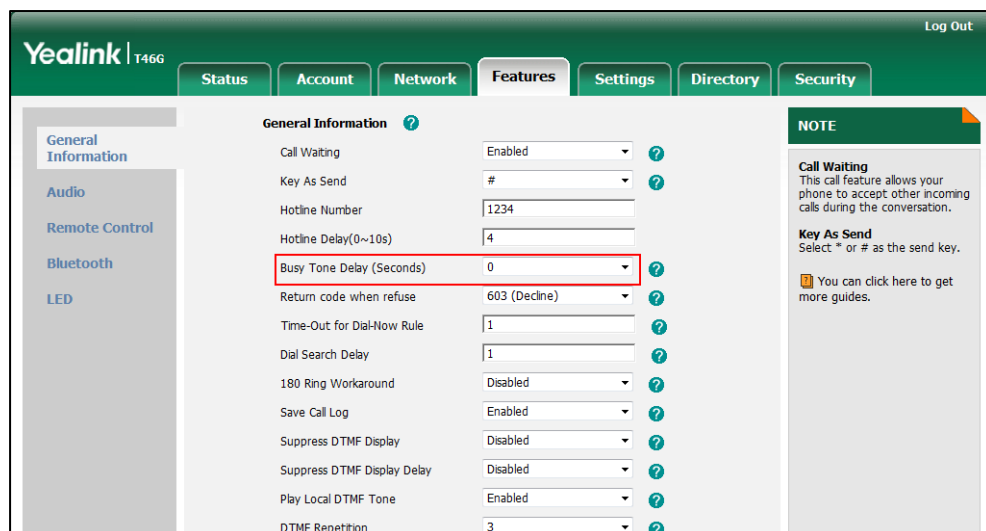 Log Out
Yealink | T46G
Status Account Network Features Settings Directory Security
General Information
Audio
Remote Control
Bluetooth
LED
General Information ?
Call Waiting Enabled ?
Key As Send # ?
Hotline Number 1234
Hotline Delay(0~10s) 4
Busy Tone Delay (Seconds) 0 ?
Return code when refuse 603 (Decline) ?
Time-Out for Dial-Now Rule 1 ?
Dial Search Delay 1 ?
180 Ring Workaround Disabled ?
Save Call Log Enabled ?
Suppress DTMF Display Disabled ?
Suppress DTMF Display Delay Disabled ?
Play Local DTMF Tone Enabled ?
DTMF Repetition 3 ?
NOTE
Call Waiting
This call feature allows your
phone to accept other incoming
calls during the conversation.
Key As Send
Select * or # as the send key.
? You can click here to get
more guides.